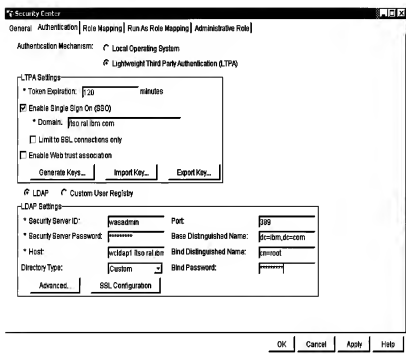 Security Center
General Authentication Role Mapping Run As Role Mapping Administrative Role
Authentication Mechanism: Local Operating System
Lightweight Third Party Authentication (LTPA)
LTPA Settings
* Token Expiration: 120 minutes
Enable Single Sign On (SSO)
* Domain: itso.ral.ibm.com
Limit to SSL connections only
Enable Web trust association
Generate Keys... Import Key... Export Key...
LDAP Custom User Registry
LDAP Settings
* Security Server ID: wasadmin Port: 389
* Security Server Password: ******** Base Distinguished Name: dc=ibm,dc=com
* Host: wcldap1.itso.ral.ibm Bind Distinguished Name: cn=root
Directory Type: Custom Bind Password: ********
Advanced... SSL Configuration
OK Cancel Apply Help